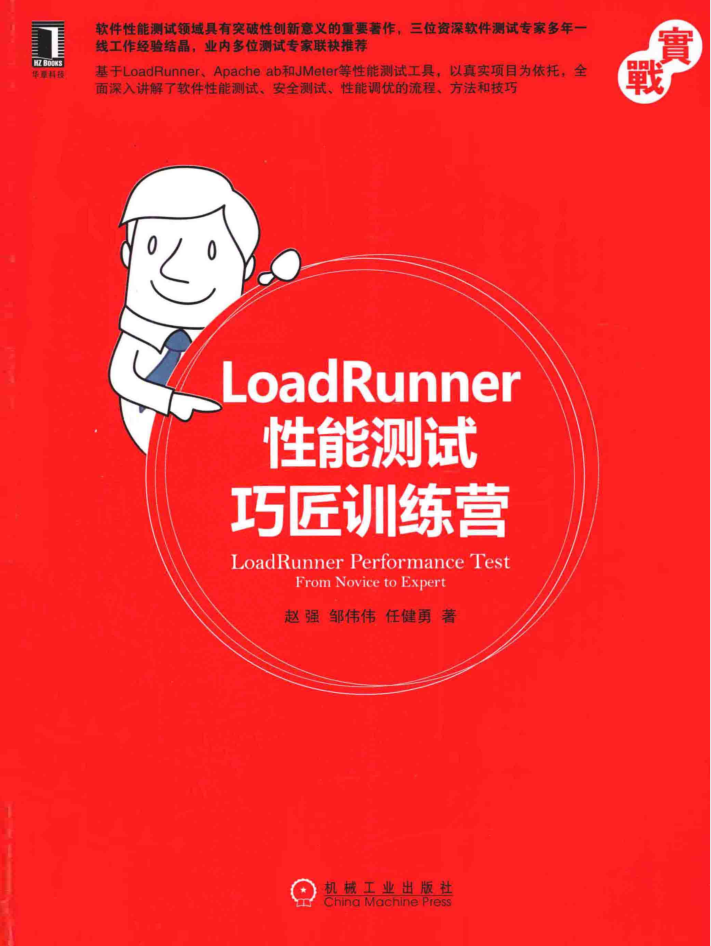 HZ BOOKS
华章科技
软件性能测试领域具有突破性创新意义的重要著作，三位资深软件测试专家多年一
线工作经验结晶，业内多位测试专家联袂推荐
基于LoadRunner、Apache ab和JMeter等性能测试工具，以真实项目为依托，全
面深入讲解了软件性能测试、安全测试、性能调优的流程、方法和技巧
實
戰
LoadRunner
性能测试
巧匠训练营
LoadRunner Performance Test
From Novice to Expert
赵 强 邹伟伟 任健勇 著
机械工业出版社
China Machine Press